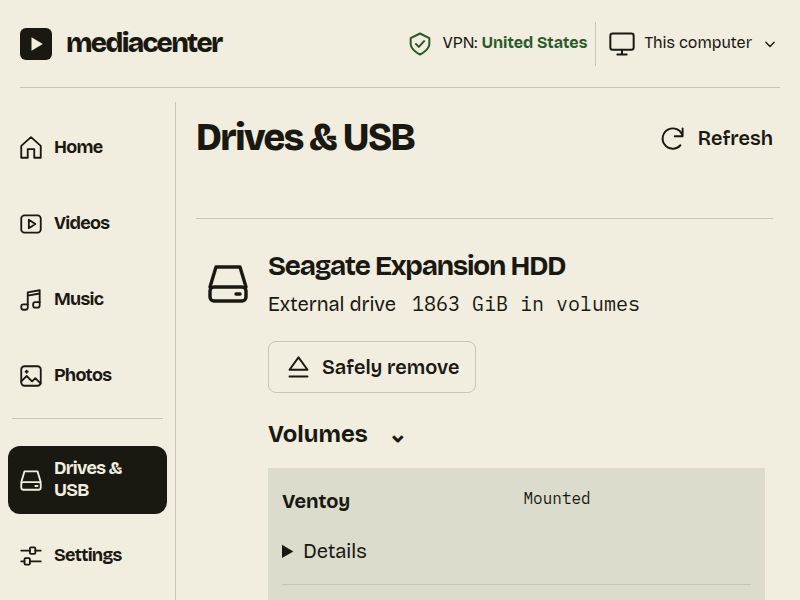 mediacenter
VPN: United States
This computer
Home
Videos
Music
Photos
Drives &
USB
Settings
Drives & USB
Refresh
Seagate Expansion HDD
External drive 1863 GiB in volumes
Safely remove
Volumes
Ventoy
Mounted
Details